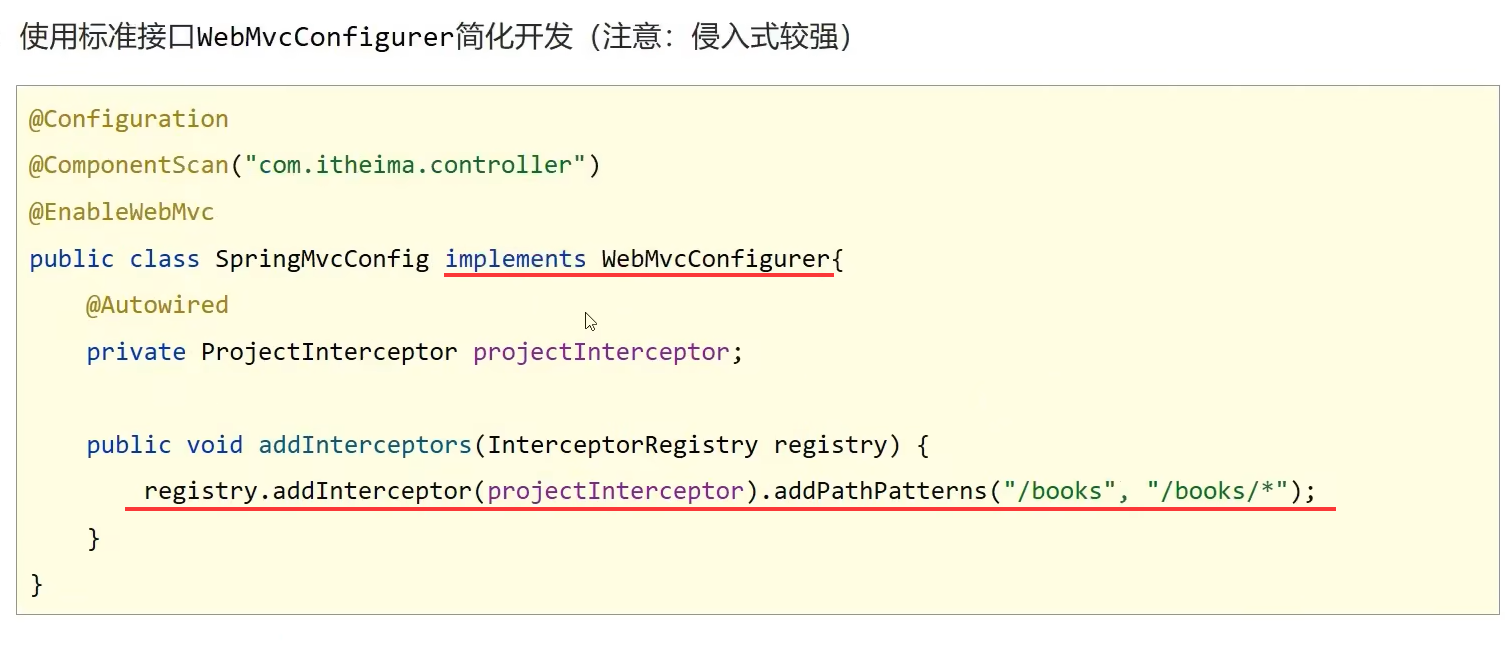 使用标准接口WebMvcConfigurer简化开发（注意：侵入式较强）
@Configuration
@ComponentScan("com.itheima.controller")
@EnableWebMvc
public class SpringMvcConfig implements WebMvcConfigurer{
    @Autowired
    private ProjectInterceptor projectInterceptor;
    public void addInterceptors(InterceptorRegistry registry) {
        registry.addInterceptor(projectInterceptor).addPathPatterns("/books", "/books/*");
    }
}